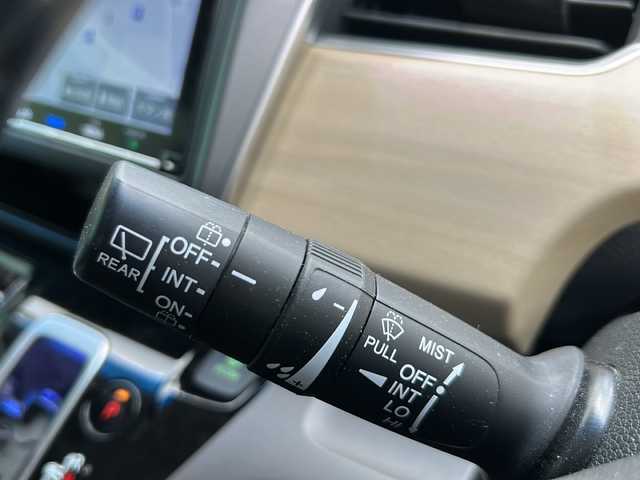 REAR
OFF
INT
ON
PULL
MIST
OFF
INT
LO
HI